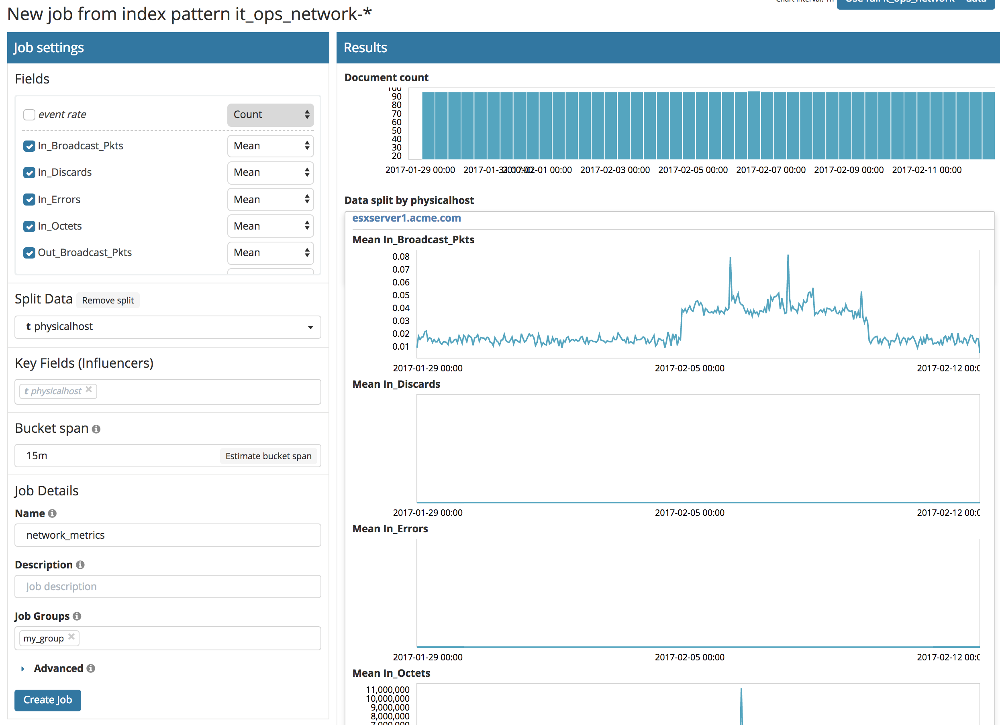 Chart interval: 1h
Use full it_ops_network-* data
New job from index pattern it_ops_network-*
Job settings
Fields
event rate
Count
In_Broadcast_Pkts
Mean
In_Discards
Mean
In_Errors
Mean
In_Octets
Mean
Out_Broadcast_Pkts
Mean
Split Data
Remove split
t physicalhost
Key Fields (Influencers)
t physicalhost
Bucket span
15m
Estimate bucket span
Job Details
Name
network_metrics
Description
Job description
Job Groups
my_group
Advanced
Create Job
Results
Document count
100
90
80
70
60
50
40
30
20
2017-01-29 00:00
2017-01-31 00:00
2017-02-01 00:00
2017-02-03 00:00
2017-02-05 00:00
2017-02-07 00:00
2017-02-09 00:00
2017-02-11 00:00
Data split by physicalhost
esxserver1.acme.com
Mean In_Broadcast_Pkts
0.08
0.07
0.06
0.05
0.04
0.03
0.02
0.01
2017-01-29 00:00
2017-02-05 00:00
2017-02-12 00:0
Mean In_Discards
2017-01-29 00:00
2017-02-05 00:00
2017-02-12 00:0
Mean In_Errors
2017-01-29 00:00
2017-02-05 00:00
2017-02-12 00:0
Mean In_Octets
11,000,000
10,000,000
9,000,000
8,000,000
7,000,000